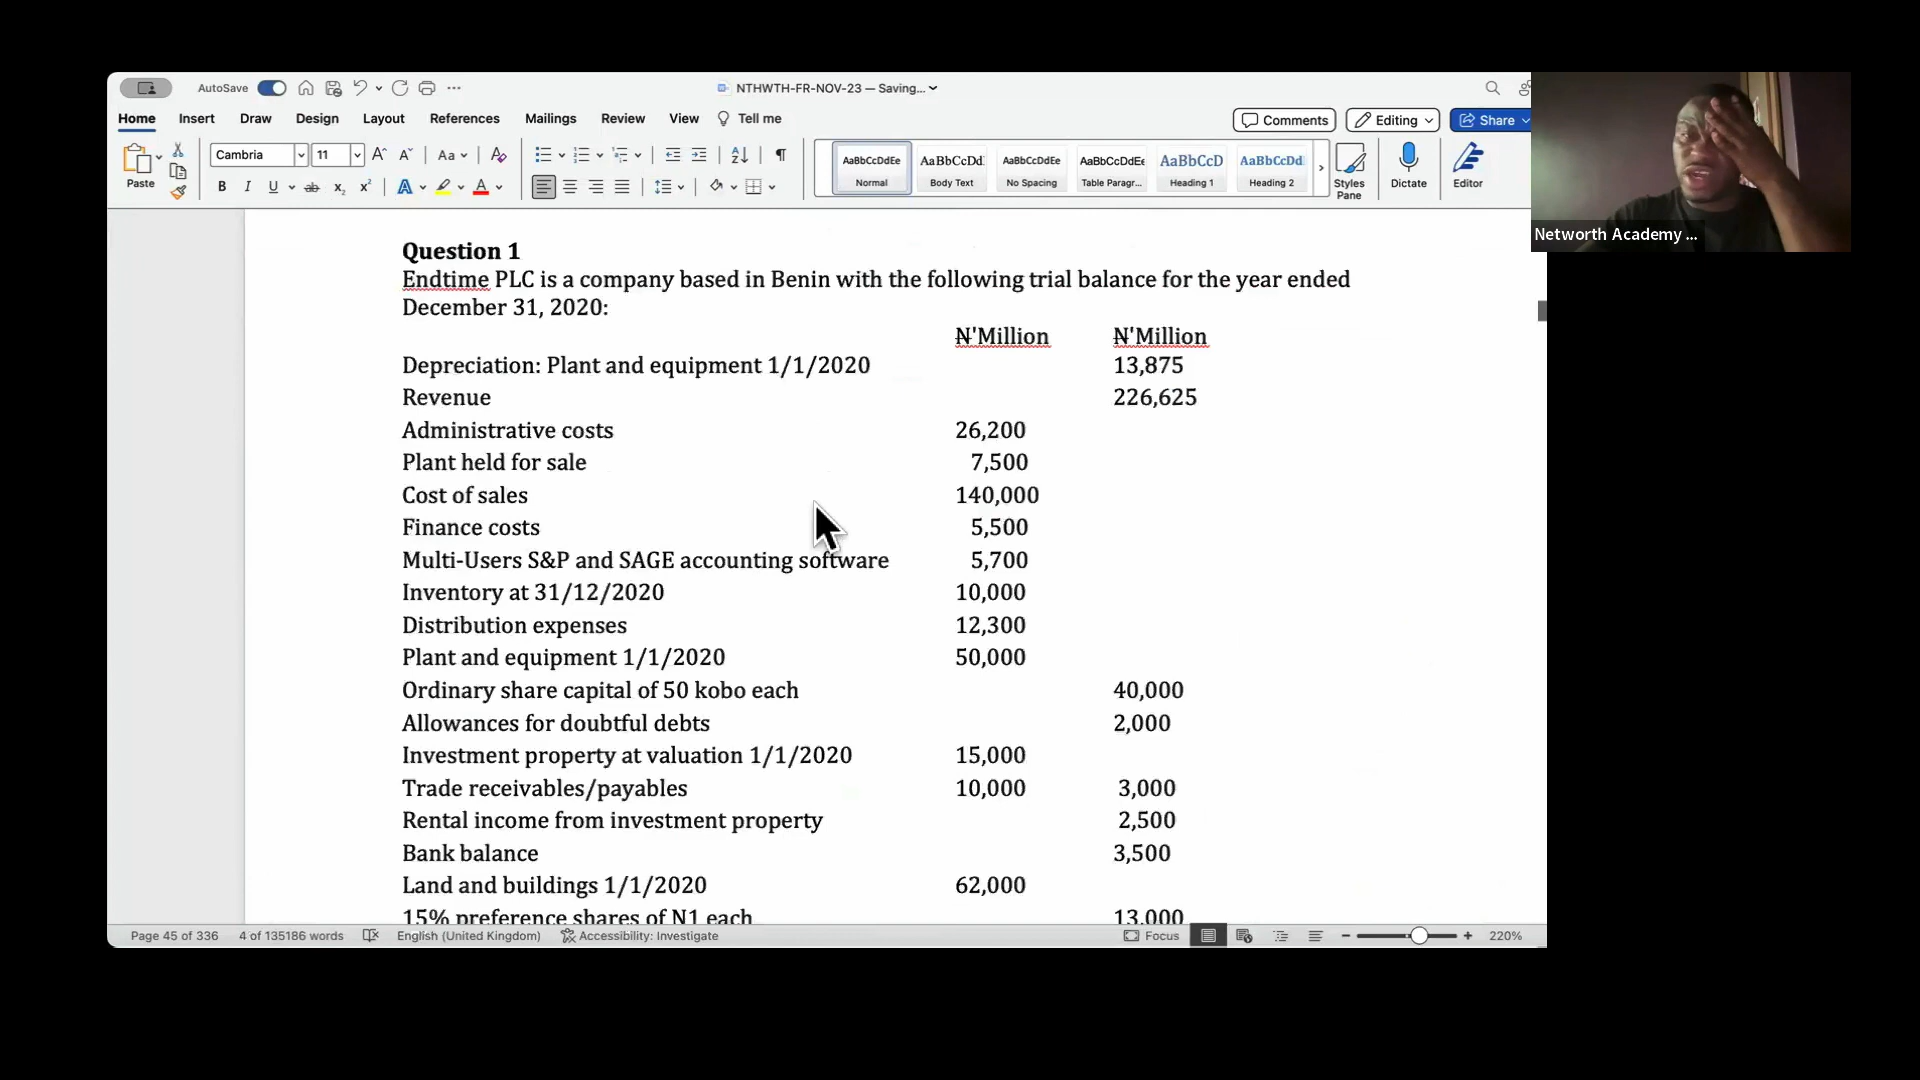 AutoSave
NTHWTH-FR-NOV-23 — Saving...
Home Insert Draw Design Layout References Mailings Review View Tell me
Comments Editing Share
Paste
Cambria 11
Aa
B I U ab x₂ x² A A
AaBbCcDdEe Normal
AaBbCcDd Body Text
AaBbCcDdEe No Spacing
AaBbCcDdEe Table Paragr...
AaBbCcD Heading 1
AaBbCcDd Heading 2
Styles Pane
Dictate
Editor
Networth Academy ...
Question 1
Endtime PLC is a company based in Benin with the following trial balance for the year ended
December 31, 2020:
₦'Million ₦'Million
Depreciation: Plant and equipment 1/1/2020 13,875
Revenue 226,625
Administrative costs 26,200
Plant held for sale 7,500
Cost of sales 140,000
Finance costs 5,500
Multi-Users S&P and SAGE accounting software 5,700
Inventory at 31/12/2020 10,000
Distribution expenses 12,300
Plant and equipment 1/1/2020 50,000
Ordinary share capital of 50 kobo each 40,000
Allowances for doubtful debts 2,000
Investment property at valuation 1/1/2020 15,000
Trade receivables/payables 10,000 3,000
Rental income from investment property 2,500
Bank balance 3,500
Land and buildings 1/1/2020 62,000
15% preference shares of N1 each 13,000
Page 45 of 336 4 of 135186 words English (United Kingdom) Accessibility: Investigate Focus 220%